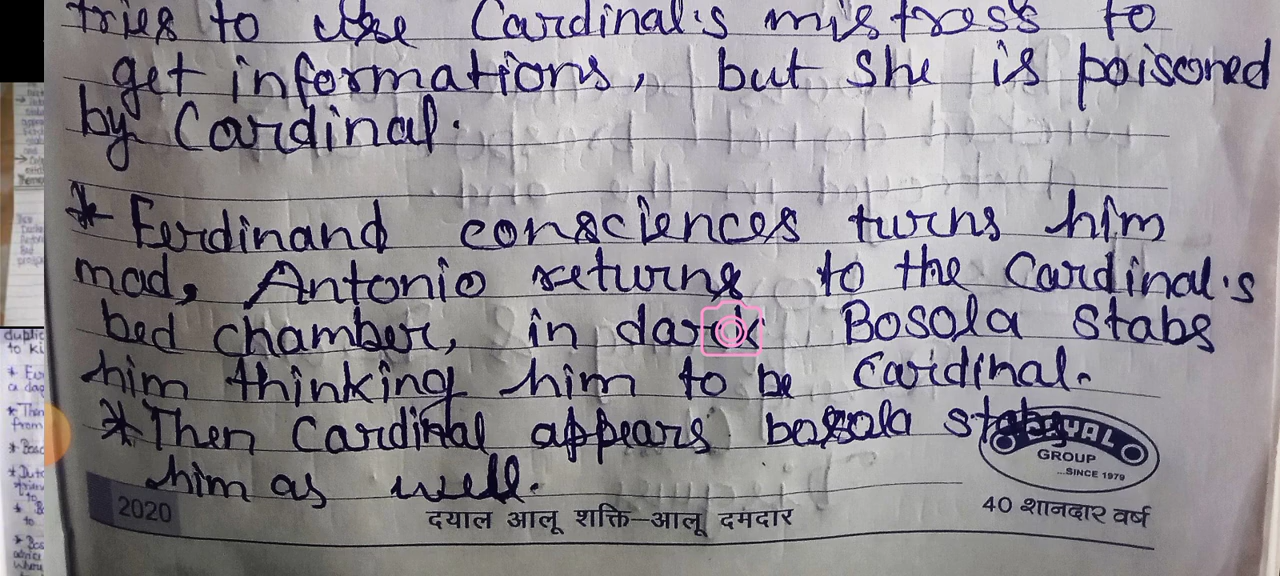 tries to use Cardinal's mistress to
get informations, but she is poisoned
by Cardinal.
* Ferdinand consciences turns him
mad, Antonio returns to the Cardinal's
bed chamber, in dark Bosola stabs
him thinking him to be Cardinal.
* Then Cardinal appears bosola stabs
him as well.
ROYAL
GROUP
...SINCE 1979
2020
दयाल आलू शक्ति-आलू दमदार
40 शानदार वर्ष